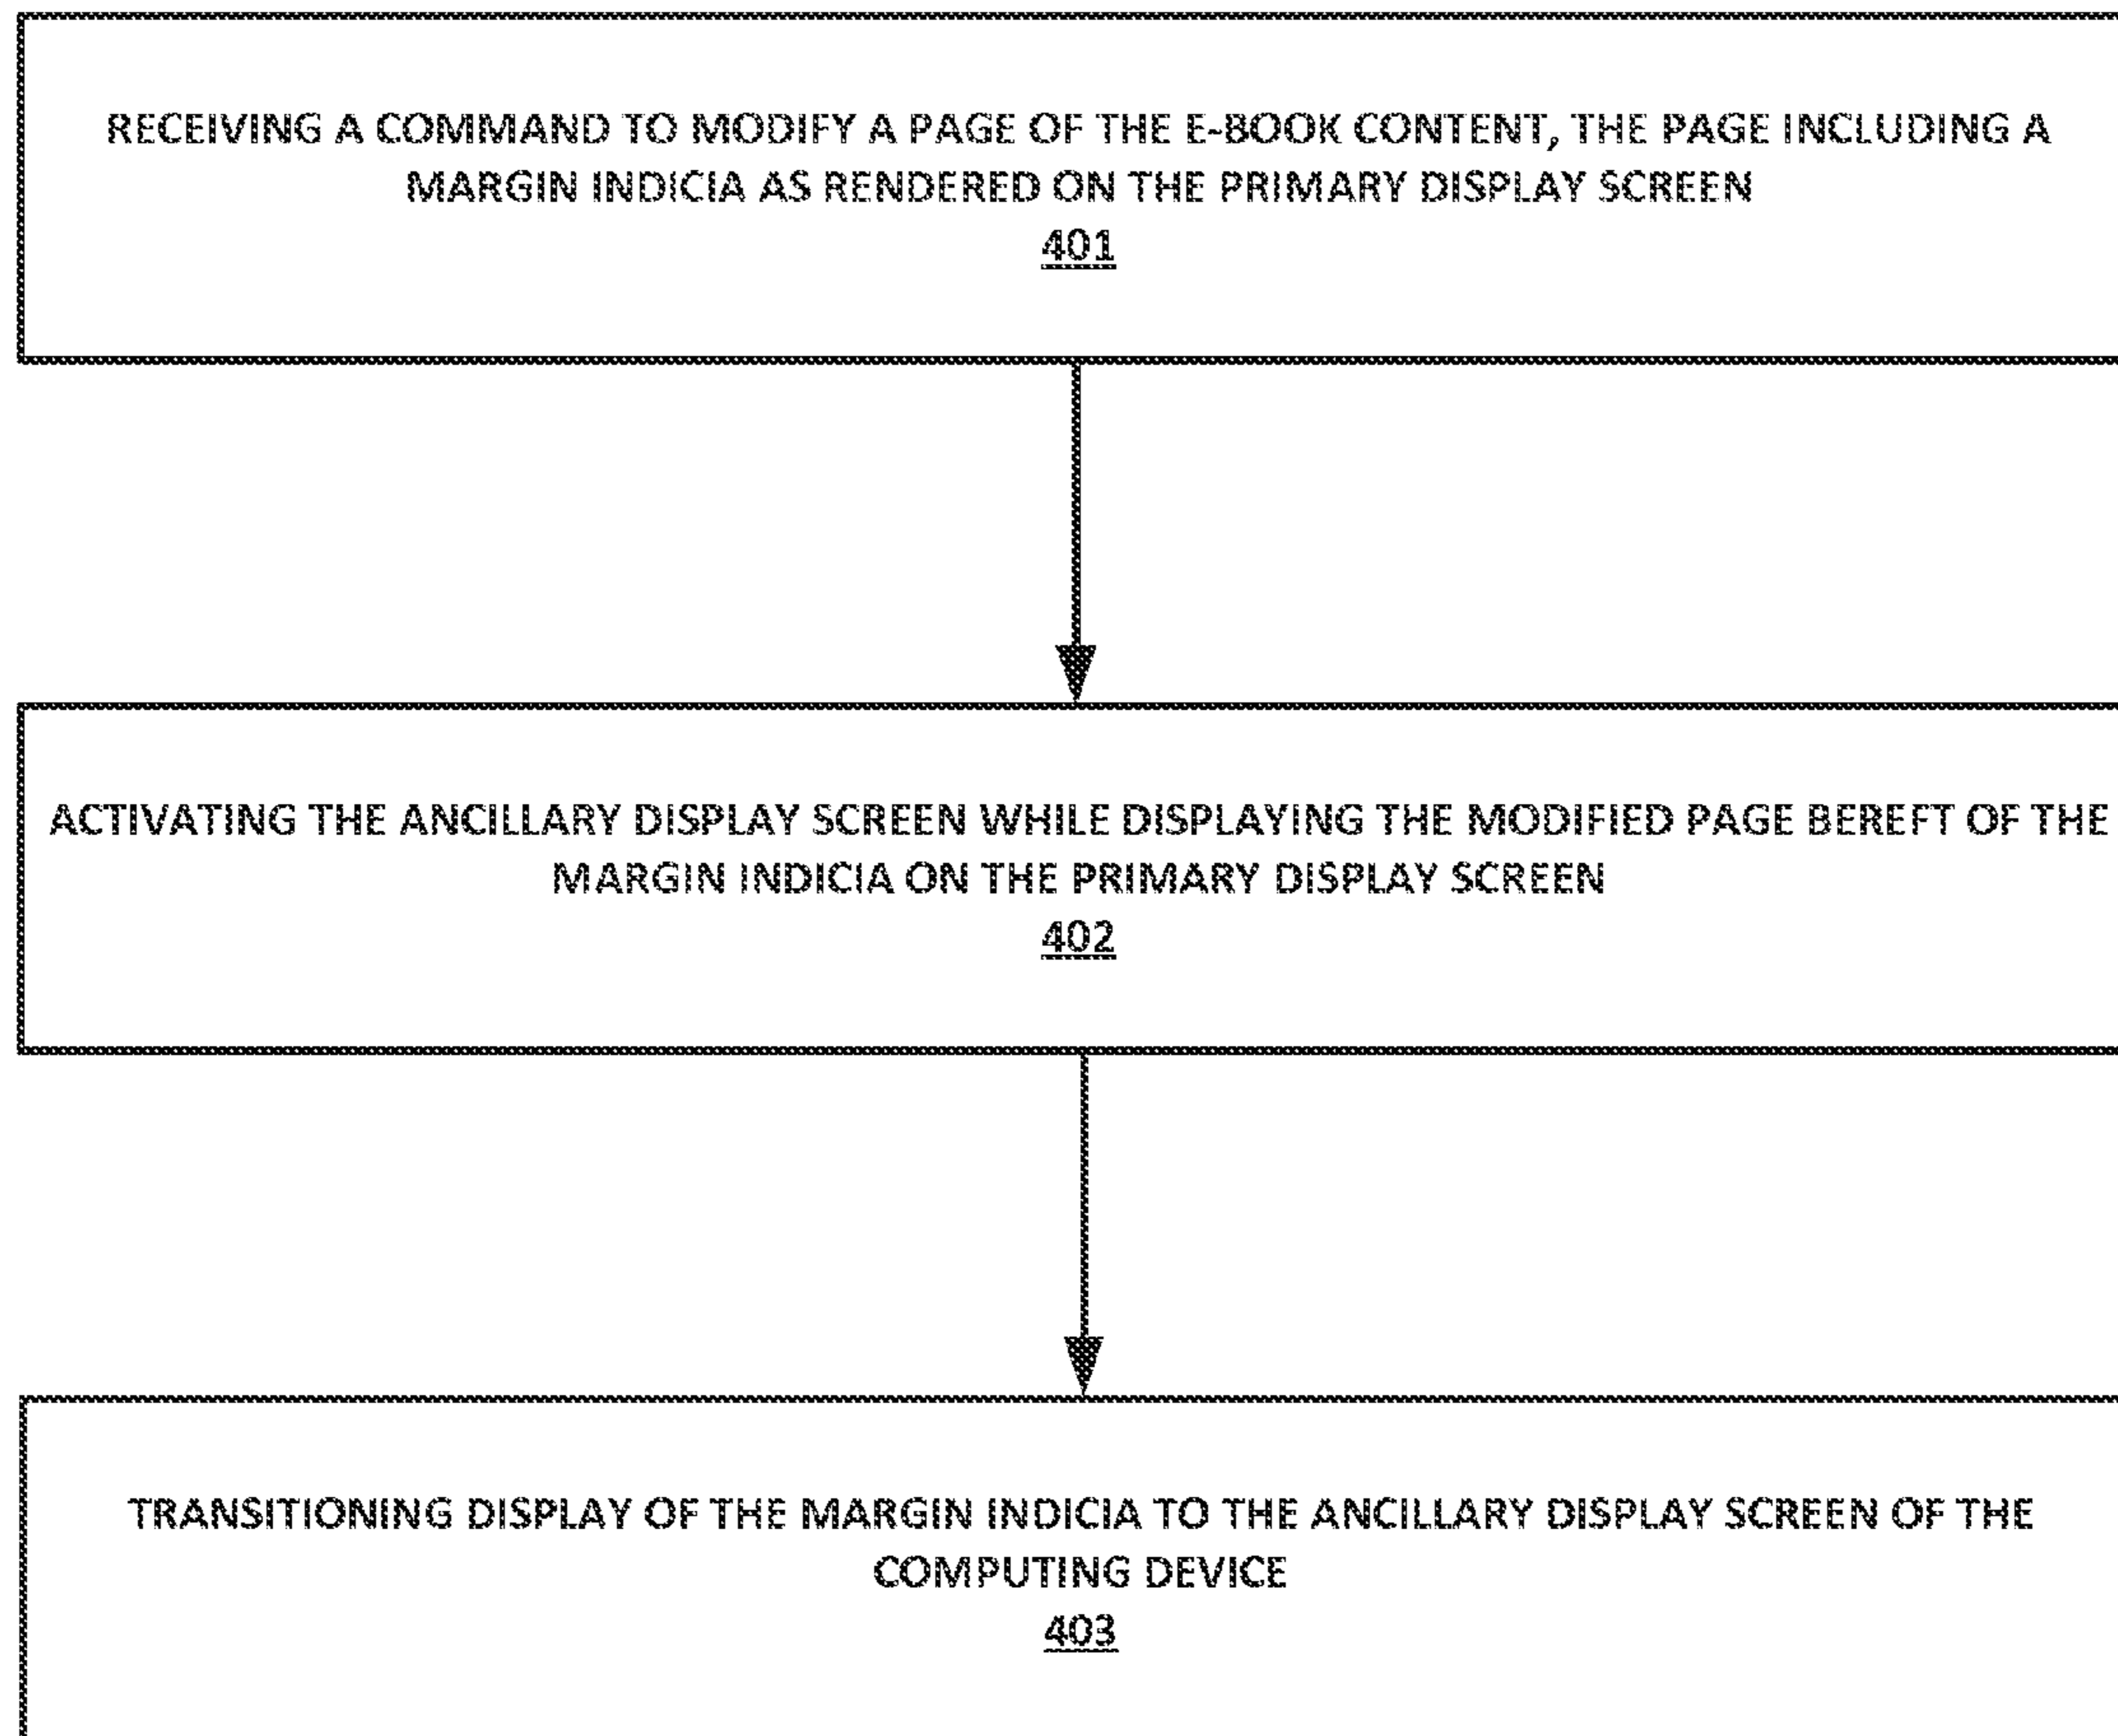 RECEIVING A COMMAND TO MODIFY A PAGE OF THE E-BOOK CONTENT, THE PAGE INCLUDING A
MARGIN INDICIA AS RENDERED ON THE PRIMARY DISPLAY SCREEN
401
ACTIVATING THE ANCILLARY DISPLAY SCREEN WHILE DISPLAYING THE MODIFIED PAGE BEREFT OF THE
MARGIN INDICIA ON THE PRIMARY DISPLAY SCREEN
402
TRANSITIONING DISPLAY OF THE MARGIN INDICIA TO THE ANCILLARY DISPLAY SCREEN OF THE
COMPUTING DEVICE
403